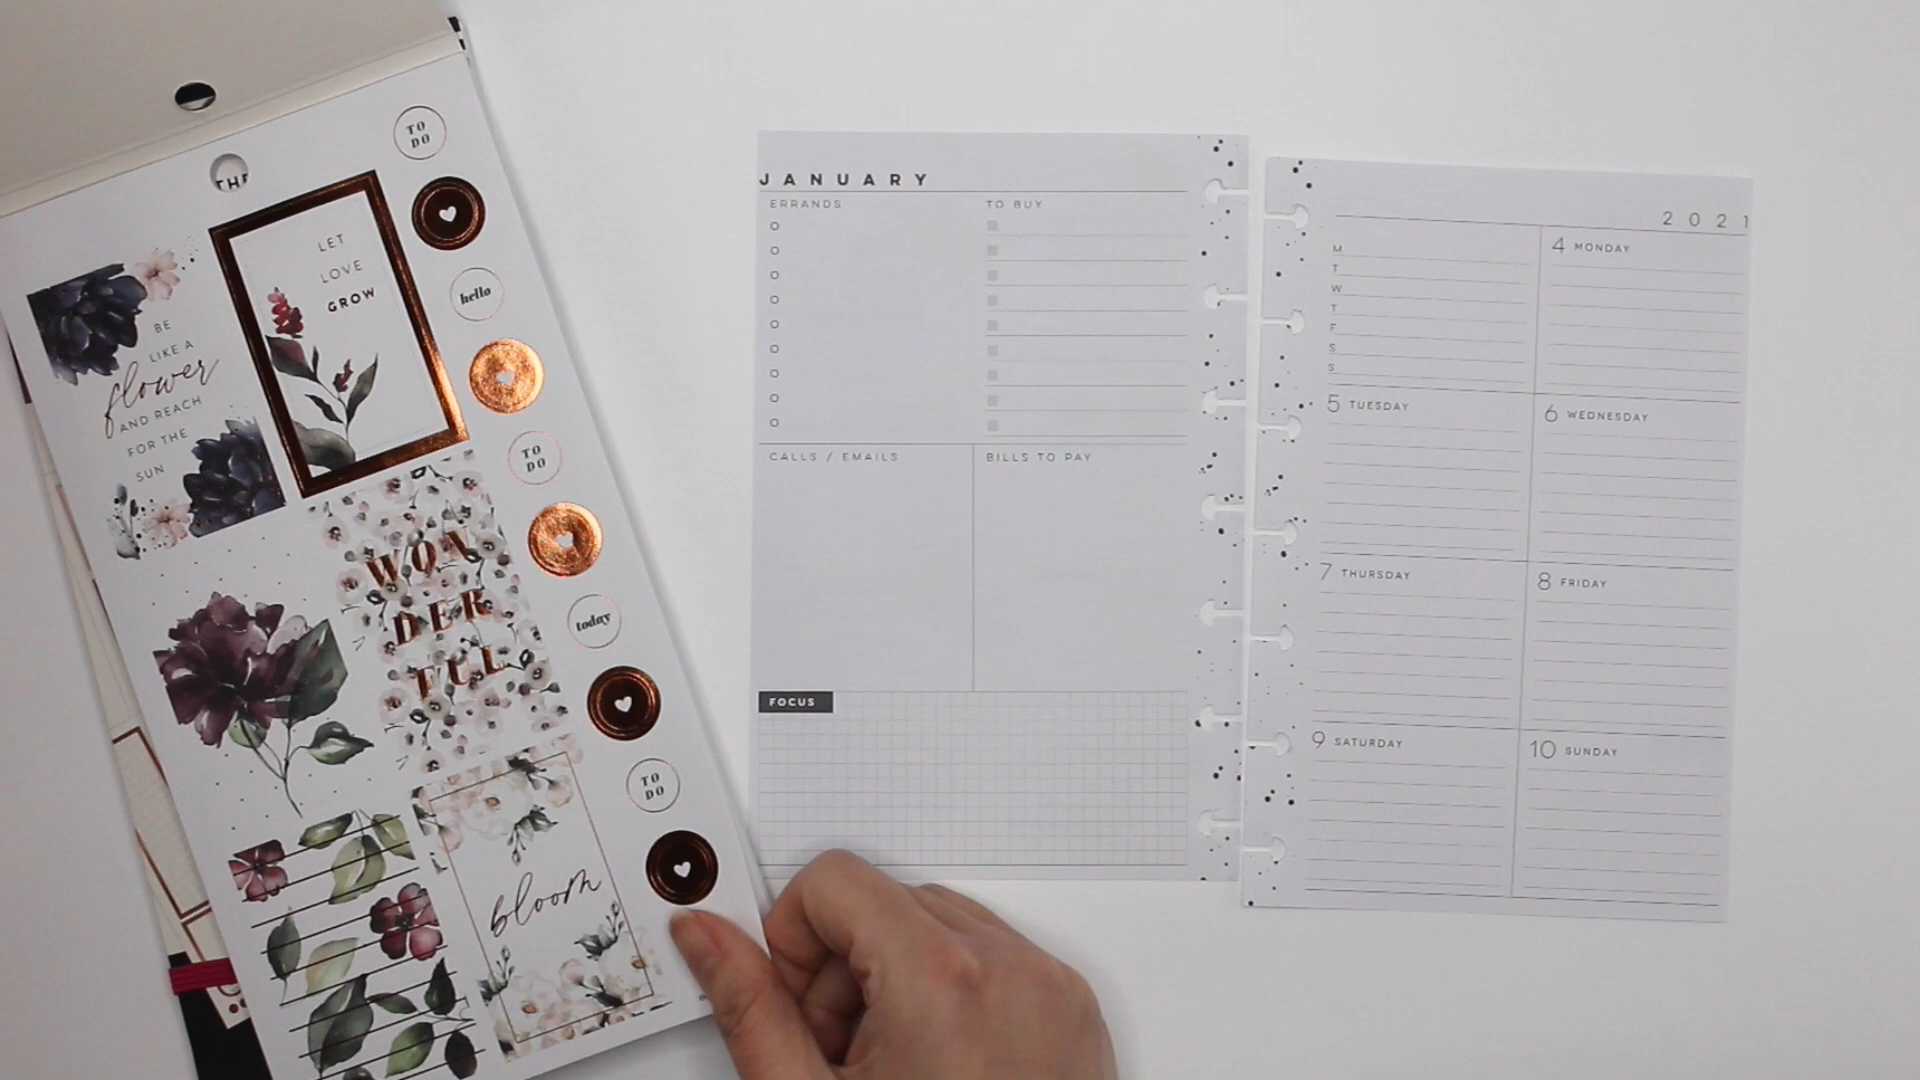 THE
TO
DO
LET
LOVE
GROW
hello
BE
LIKE A
flower
AND REACH
FOR THE
SUN
TO
DO
WON
DER
FUL
today
TO
DO
bloom
JANUARY
ERRANDS
TO BUY
CALLS / EMAILS
BILLS TO PAY
FOCUS
2021
M
T
W
T
F
S
S
4 MONDAY
5 TUESDAY
6 WEDNESDAY
7 THURSDAY
8 FRIDAY
9 SATURDAY
10 SUNDAY